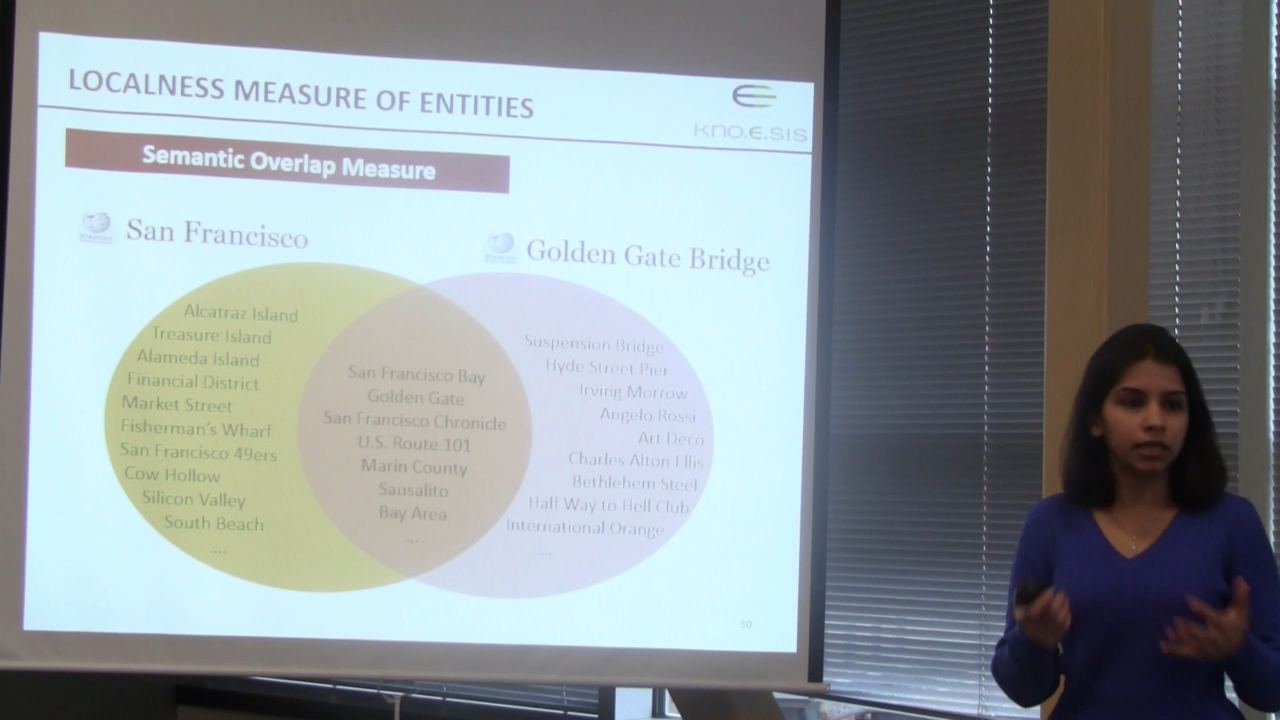 LOCALNESS MEASURE OF ENTITIES
kno.e.sis
Semantic Overlap Measure
San Francisco
Golden Gate Bridge
Alcatraz Island
Treasure Island
Alameda Island
Financial District
Market Street
Fisherman's Wharf
San Francisco 49ers
Cow Hollow
Silicon Valley
South Beach
....
San Francisco Bay
Golden Gate
San Francisco Chronicle
U.S. Route 101
Marin County
Sausalito
Bay Area
...
Suspension Bridge
Hyde Street Pier
Irving Morrow
Angelo Rossi
Art Deco
Charles Alton Ellis
Bethlehem Steel
Half Way to Hell Club
International Orange
....